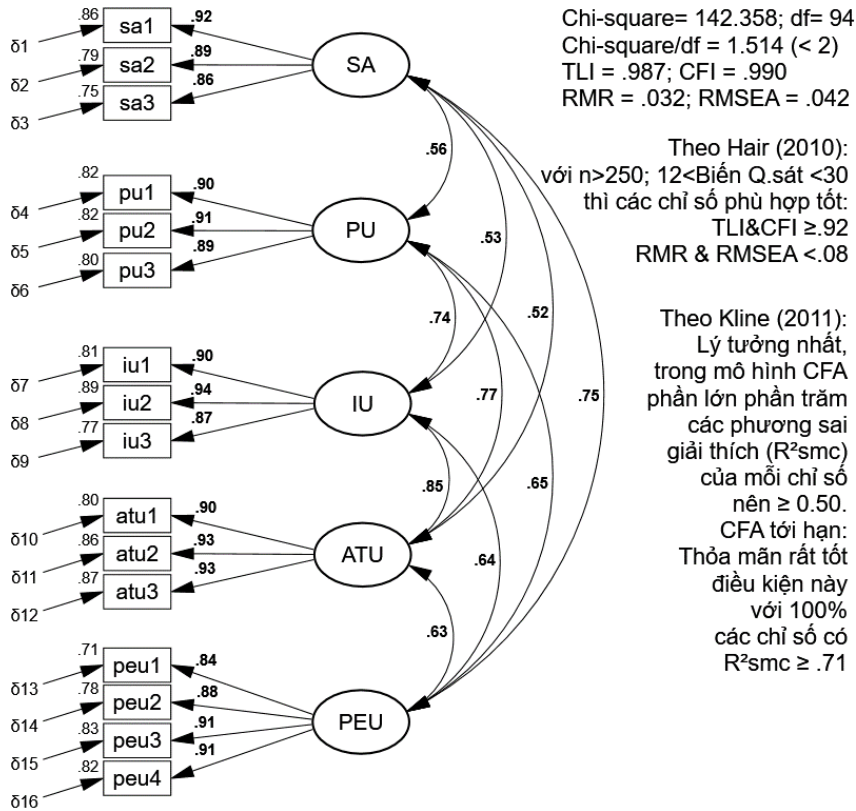 Chi-square= 142.358; df= 94
Chi-square/df = 1.514 (< 2)
TLI = .987; CFI = .990
RMR = .032; RMSEA = .042
Theo Hair (2010):
với n>250; 12<Biến Q.sát <30
thì các chỉ số phù hợp tốt:
TLI&CFI ≥.92
RMR & RMSEA <.08
Theo Kline (2011):
Lý tưởng nhất,
trong mô hình CFA
phần lớn phần trăm
các phương sai
giải thích (R²smc)
của mỗi chỉ số
nên ≥ 0.50.
CFA tới hạn:
Thỏa mãn rất tốt
điều kiện này
với 100%
các chỉ số có
R²smc ≥ .71
δ1 .86 sa1 .92
δ2 .79 sa2 .89
δ3 .75 sa3 .86
SA
δ4 .82 pu1 .90
δ5 .82 pu2 .91
δ6 .80 pu3 .89
PU
δ7 .81 iu1 .90
δ8 .89 iu2 .94
δ9 .77 iu3 .87
IU
δ10 .80 atu1 .90
δ11 .86 atu2 .93
δ12 .87 atu3 .93
ATU
δ13 .71 peu1 .84
δ14 .78 peu2 .88
δ15 .83 peu3 .91
δ16 .82 peu4 .91
PEU
.56
.53
.52
.74
.77
.75
.85
.65
.64
.63